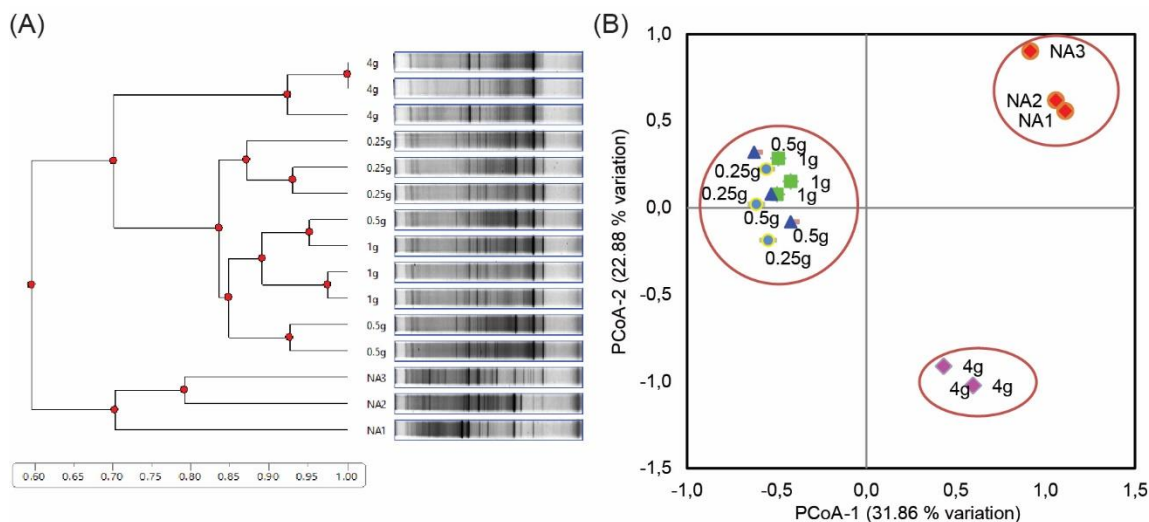 (A)
4g
4g
4g
0.25g
0.25g
0.25g
0.5g
1g
1g
1g
0.5g
0.5g
NA3
NA2
NA1
0.60 0.65 0.70 0.75 0.80 0.85 0.90 0.95 1.00
(B)
1,0
0,5
0,0
-0,5
-1,0
-1,5
PCoA-2 (22.88 % variation)
NA3
NA2
NA1
0.5g
1g
0.25g
1g
0.25g
1g
0.5g
0.5g
0.25g
4g
4g
4g
-1,0 -0,5 0,0 0,5 1,0 1,5
PCoA-1 (31.86 % variation)